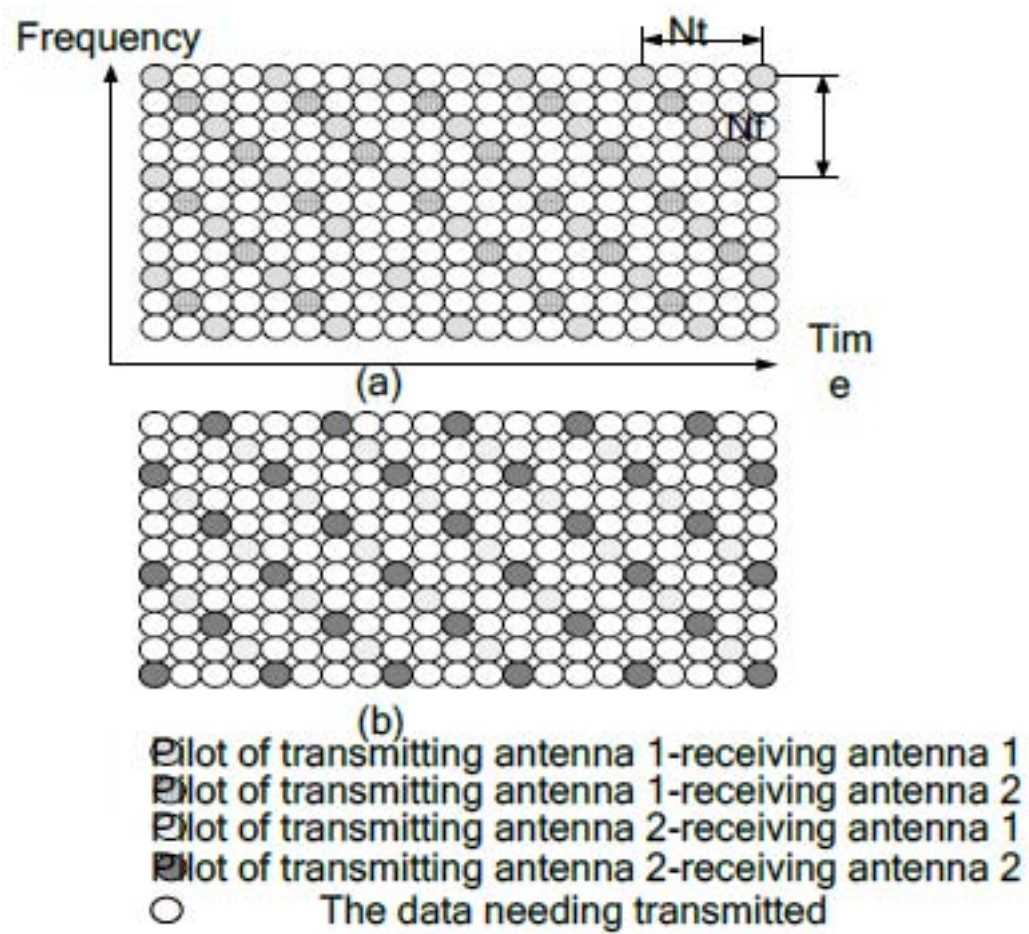 Frequency
Nt
Nf
Tim
e
(a)
(b)
Pilot of transmitting antenna 1-receiving antenna 1
Pilot of transmitting antenna 1-receiving antenna 2
Pilot of transmitting antenna 2-receiving antenna 1
Pilot of transmitting antenna 2-receiving antenna 2
The data needing transmitted